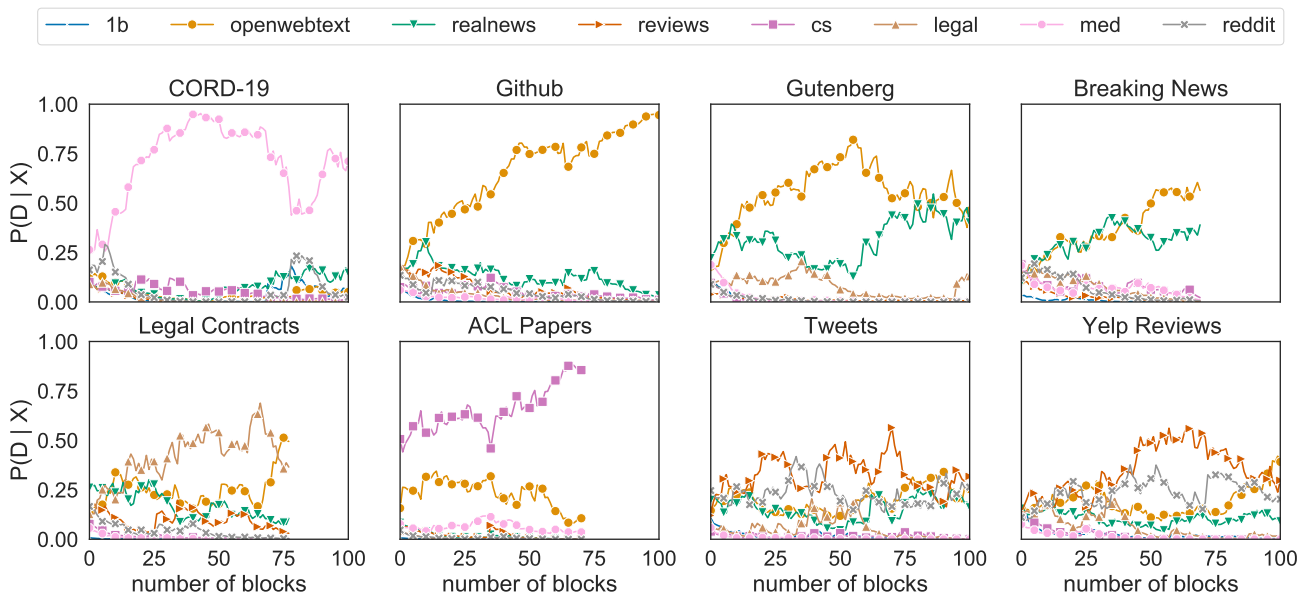 1b openwebtext realnews reviews cs legal med reddit
CORD-19 Github Gutenberg Breaking News
P(D | X)
1.00
0.75
0.50
0.25
0.00
Legal Contracts ACL Papers Tweets Yelp Reviews
P(D | X)
1.00
0.75
0.50
0.25
0.00
0 25 50 75 100 0 25 50 75 100 0 25 50 75 100 0 25 50 75 100
number of blocks number of blocks number of blocks number of blocks